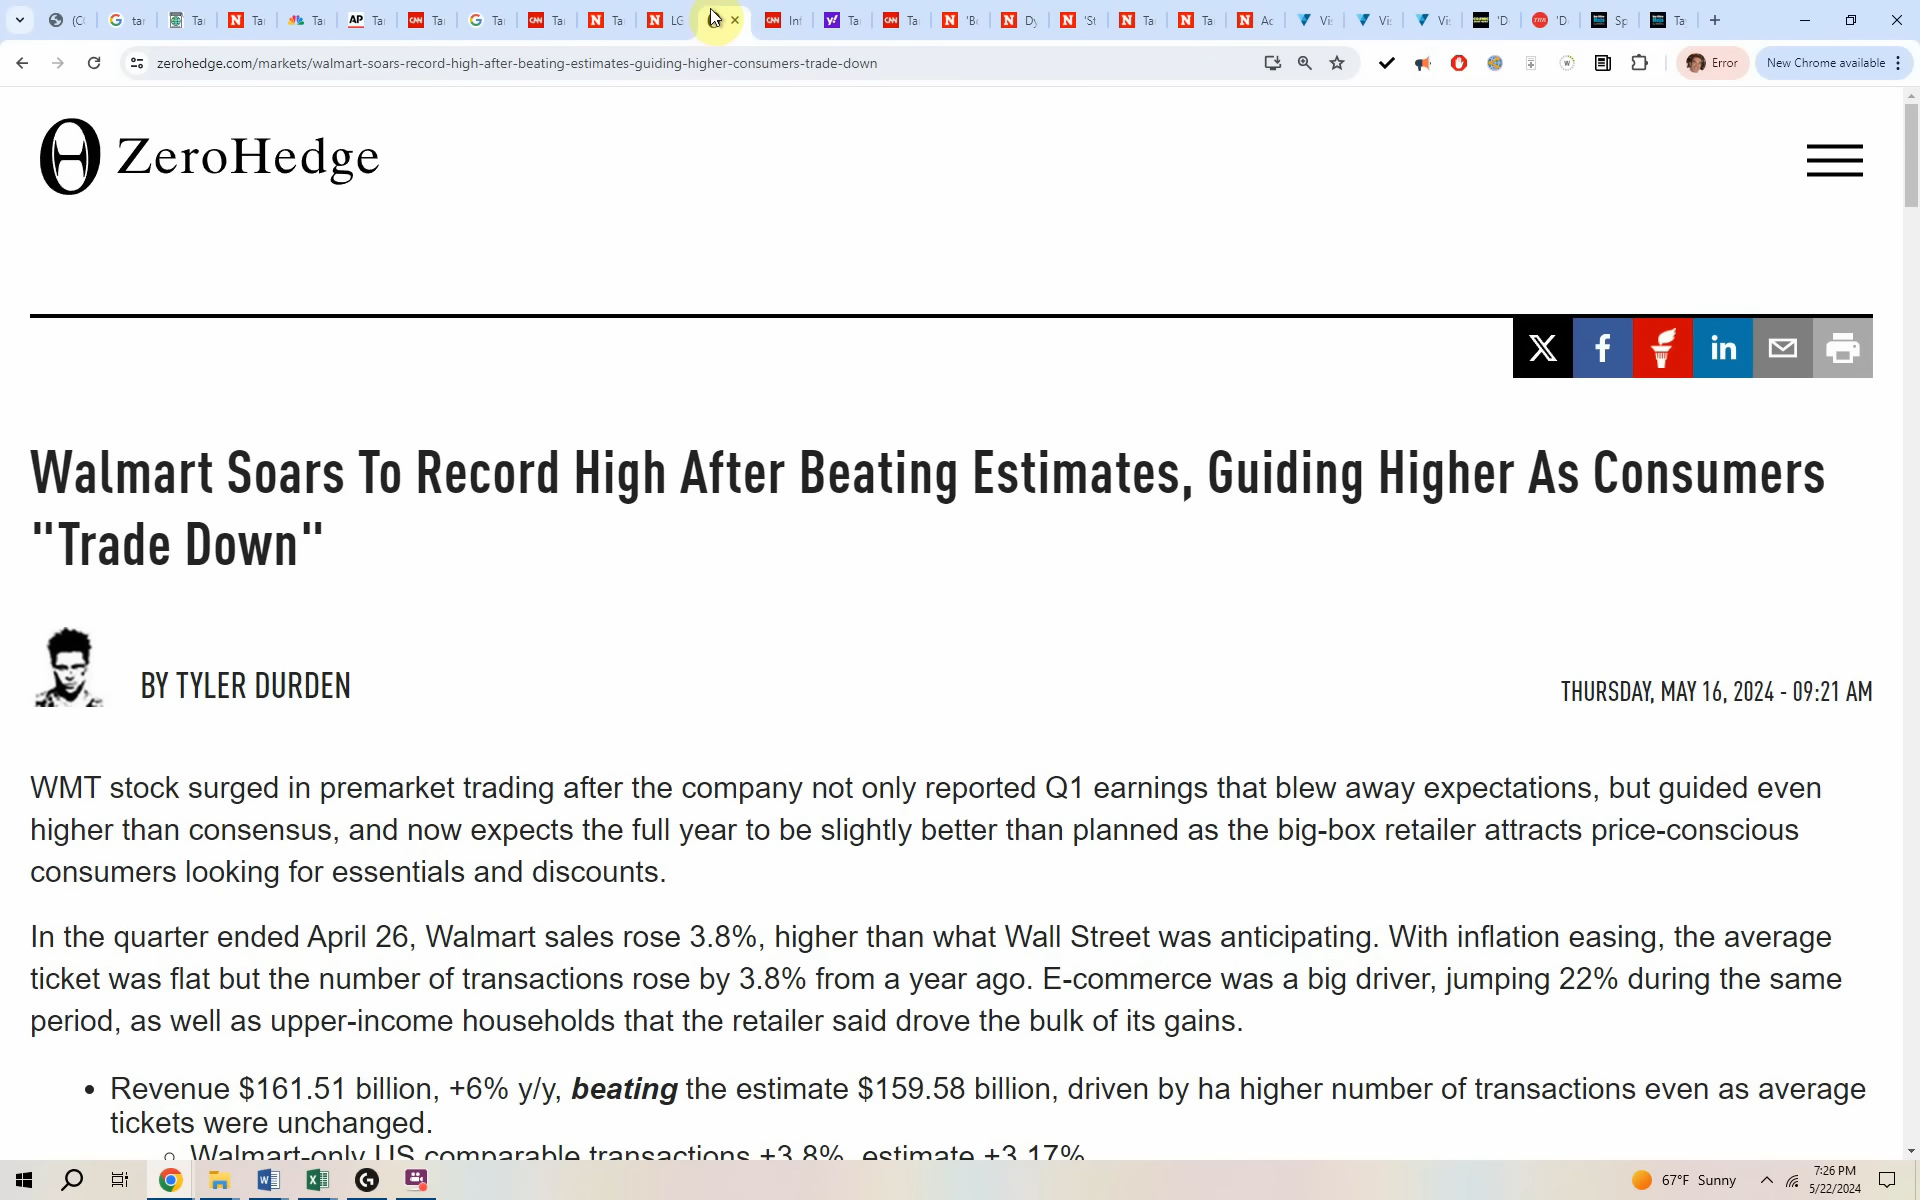 zerohedge.com/markets/walmart-soars-record-high-after-beating-estimates-guiding-higher-consumers-trade-down
Error
New Chrome available
ZeroHedge
Walmart Soars To Record High After Beating Estimates, Guiding Higher As Consumers
"Trade Down"
BY TYLER DURDEN
THURSDAY, MAY 16, 2024 - 09:21 AM
WMT stock surged in premarket trading after the company not only reported Q1 earnings that blew away expectations, but guided even
higher than consensus, and now expects the full year to be slightly better than planned as the big-box retailer attracts price-conscious
consumers looking for essentials and discounts.
In the quarter ended April 26, Walmart sales rose 3.8%, higher than what Wall Street was anticipating. With inflation easing, the average
ticket was flat but the number of transactions rose by 3.8% from a year ago. E-commerce was a big driver, jumping 22% during the same
period, as well as upper-income households that the retailer said drove the bulk of its gains.
• Revenue $161.51 billion, +6% y/y, beating the estimate $159.58 billion, driven by ha higher number of transactions even as average
tickets were unchanged.
Walmart-only US comparable transactions +3.8%, estimate +3.17%
67°F Sunny
7:26 PM
5/22/2024